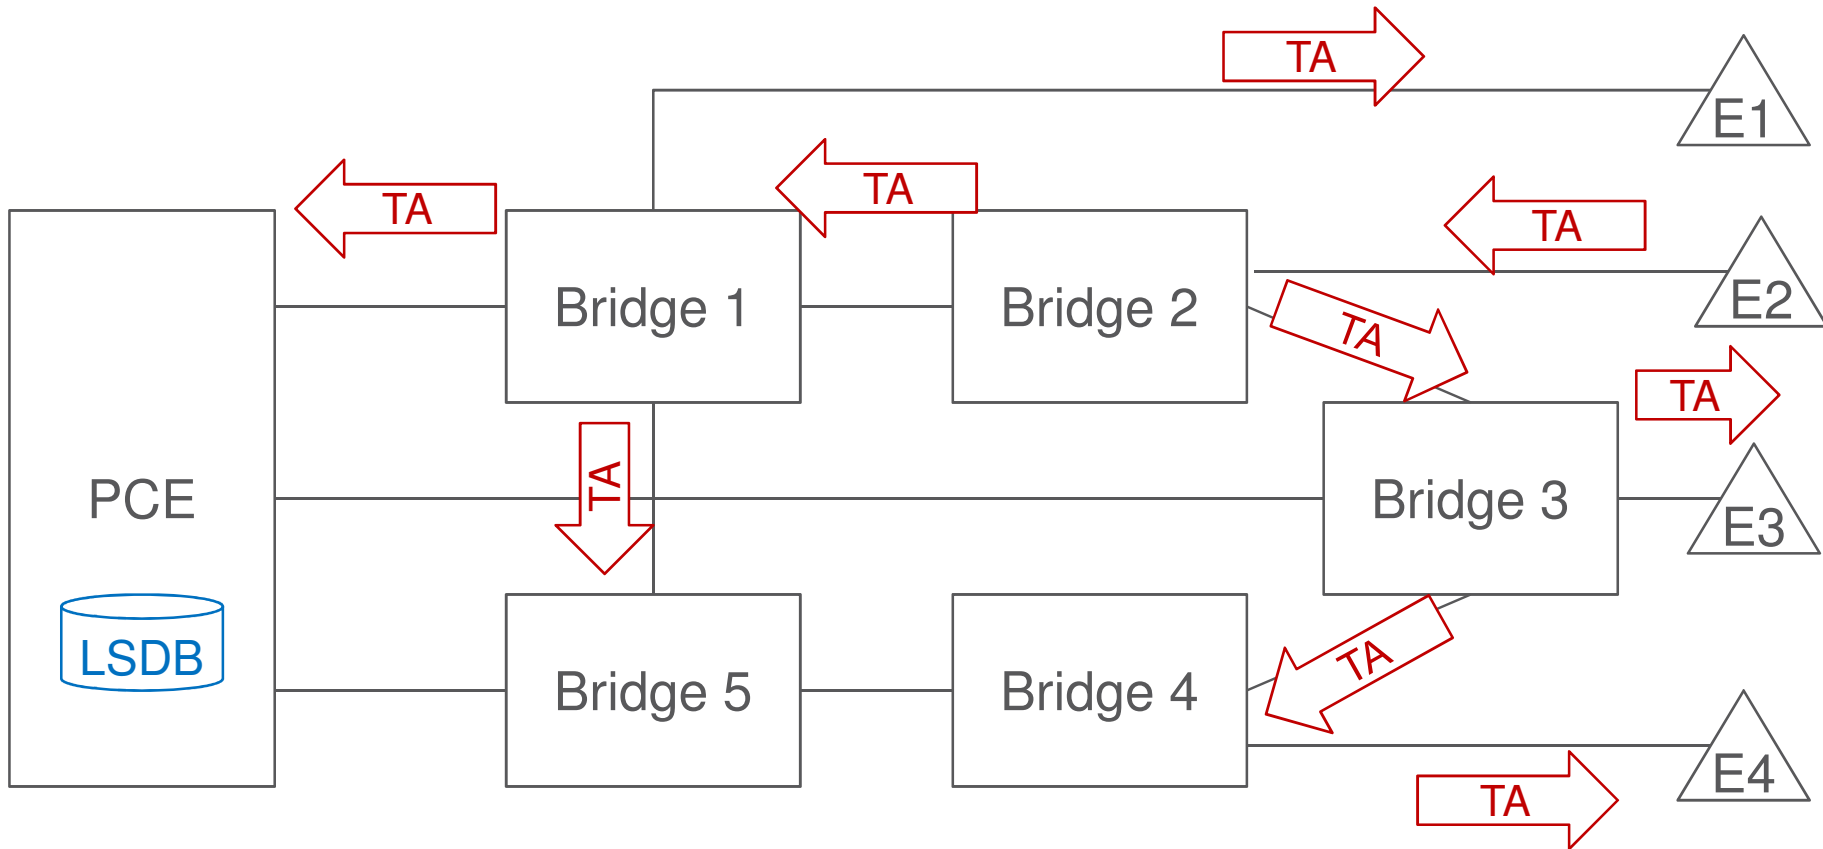 TA
E1
TA
TA
TA
Bridge 1
Bridge 2
E2
TA
TA
PCE
TA
Bridge 3
E3
LSDB
Bridge 5
Bridge 4
TA
E4
TA